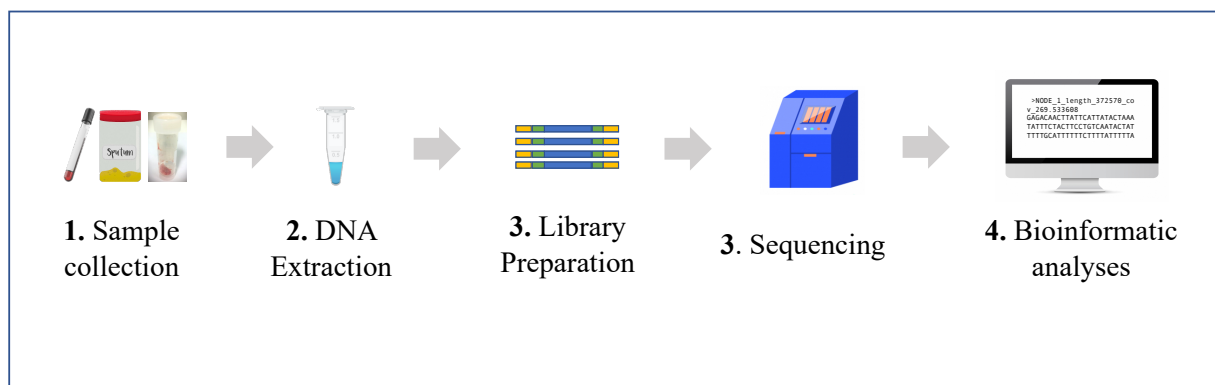 Sputum
>NODE_1_length_372570_co
v_269.533608
GAGACAACTTATTCATTATACTAAA
TATTTCTACTTCCTGTCAATACTAT
TTTTGCATTTTTTCTTTTATTTTTA
1. Sample
collection
2. DNA
Extraction
3. Library
Preparation
3. Sequencing
4. Bioinformatic
analyses